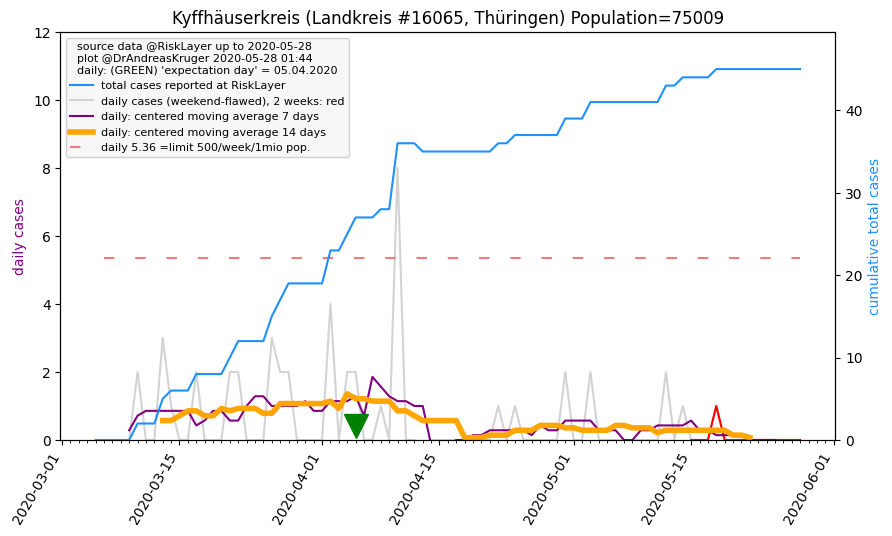 Kyffhäuserkreis (Landkreis #16065, Thüringen) Population=75009
source data @RiskLayer up to 2020-05-28
plot @DrAndreasKruger 2020-05-28 01:44
daily: (GREEN) 'expectation day' = 05.04.2020
total cases reported at RiskLayer
daily cases (weekend-flawed), 2 weeks: red
daily: centered moving average 7 days
daily: centered moving average 14 days
daily 5.36 =limit 500/week/1mio pop.
daily cases
12
10
8
6
4
2
0
cumulative total cases
40
30
20
10
0
2020-03-01
2020-03-15
2020-04-01
2020-04-15
2020-05-01
2020-05-15
2020-06-01